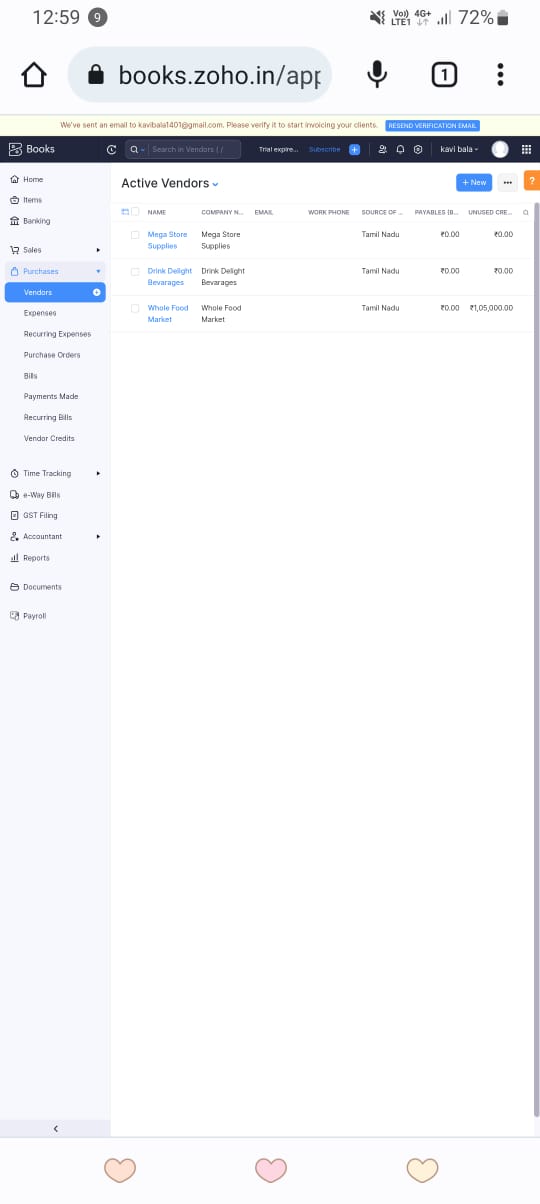 12:59 9 Vo)) LTE1 4G+ 72%
books.zoho.in/app 1
We've sent an email to kavibala1401@gmail.com. Please verify it to start invoicing your clients. RESEND VERIFICATION EMAIL
Books Search in Vendors ( / Trial expire... Subscribe kavi bala
Home
Items
Banking
Sales
Purchases
Vendors
Expenses
Recurring Expenses
Purchase Orders
Bills
Payments Made
Recurring Bills
Vendor Credits
Time Tracking
e-Way Bills
GST Filing
Accountant
Reports
Documents
Payroll
Active Vendors + New ... ?
NAME COMPANY N... EMAIL WORK PHONE SOURCE OF ... PAYABLES (B... UNUSED CRE...
Mega Store Supplies Mega Store Supplies Tamil Nadu ₹0.00 ₹0.00
Drink Delight Bevarages Drink Delight Bevarages Tamil Nadu ₹0.00 ₹0.00
Whole Food Market Whole Food Market Tamil Nadu ₹0.00 ₹1,05,000.00